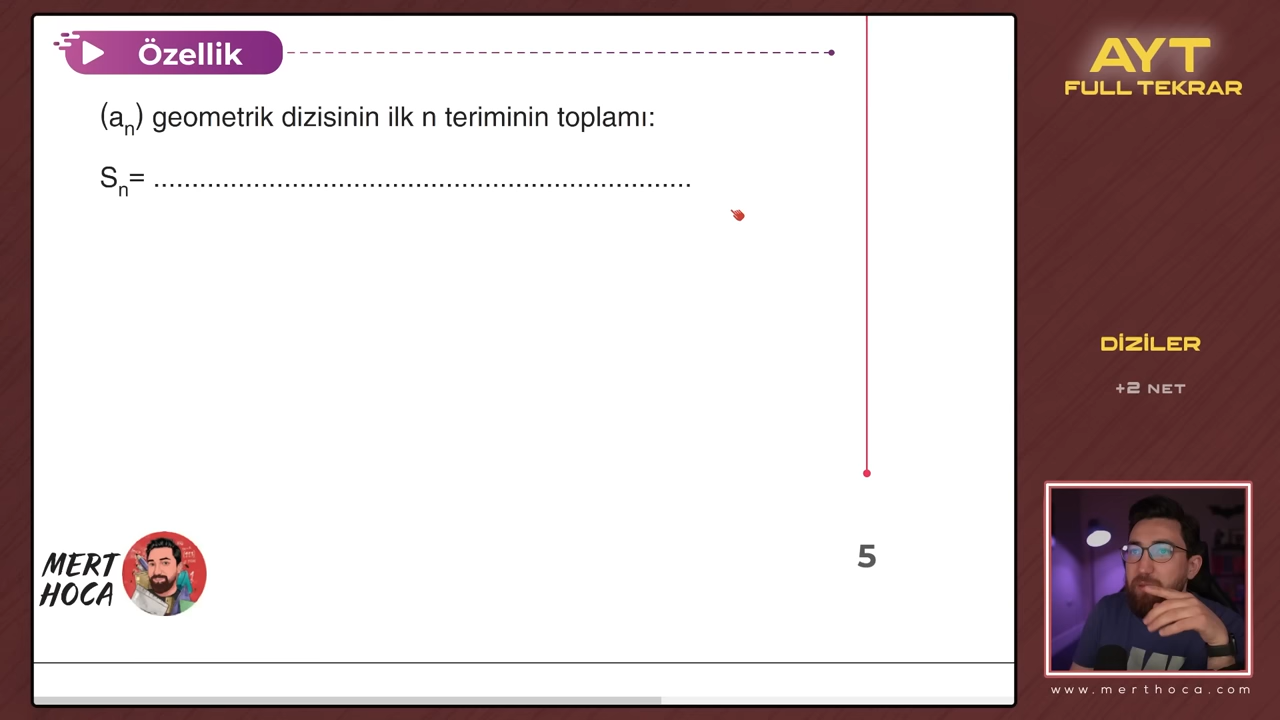 Özellik
(aₙ) geometrik dizisinin ilk n teriminin toplamı:
Sₙ= ......................................................................
5
MERT
HOCA
AYT
FULL TEKRAR
DİZİLER
+2 NET
www.merthoca.com